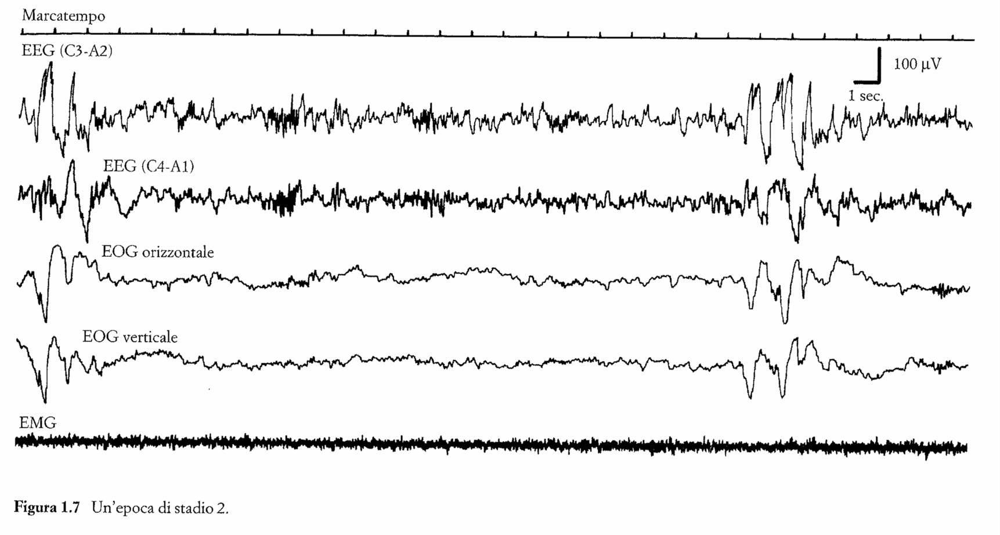 Marcatempo
EEG (C3-A2)
100 µV
1 sec.
EEG (C4-A1)
EOG orizzontale
EOG verticale
EMG
Figura 1.7 Un'epoca di stadio 2.